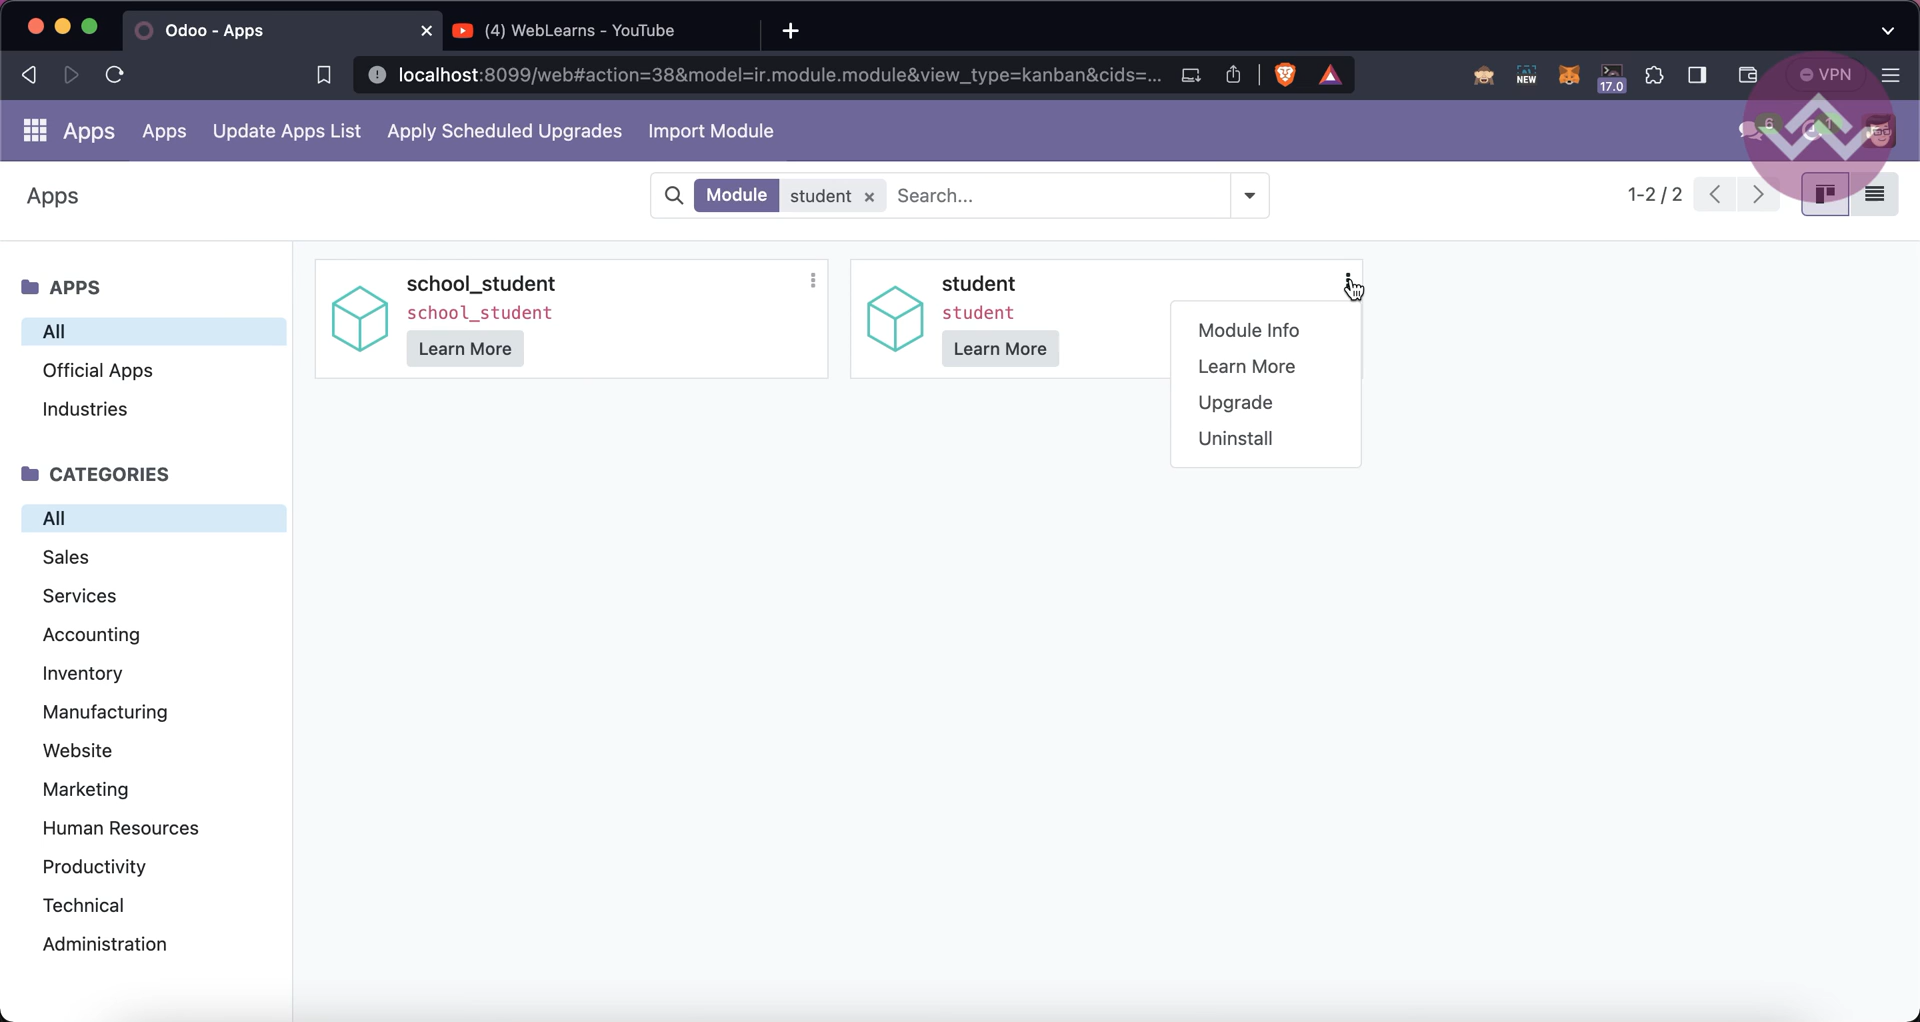 Odoo - Apps
(4) WebLearns - YouTube
localhost:8099/web#action=38&model=ir.module.module&view_type=kanban&cids=...
NEW
17.0
VPN
Apps
Apps
Update Apps List
Apply Scheduled Upgrades
Import Module
6
1
Apps
Module
student
Search...
1-2 / 2
APPS
All
Official Apps
Industries
CATEGORIES
All
Sales
Services
Accounting
Inventory
Manufacturing
Website
Marketing
Human Resources
Productivity
Technical
Administration
school_student
school_student
Learn More
student
student
Learn More
Module Info
Learn More
Upgrade
Uninstall